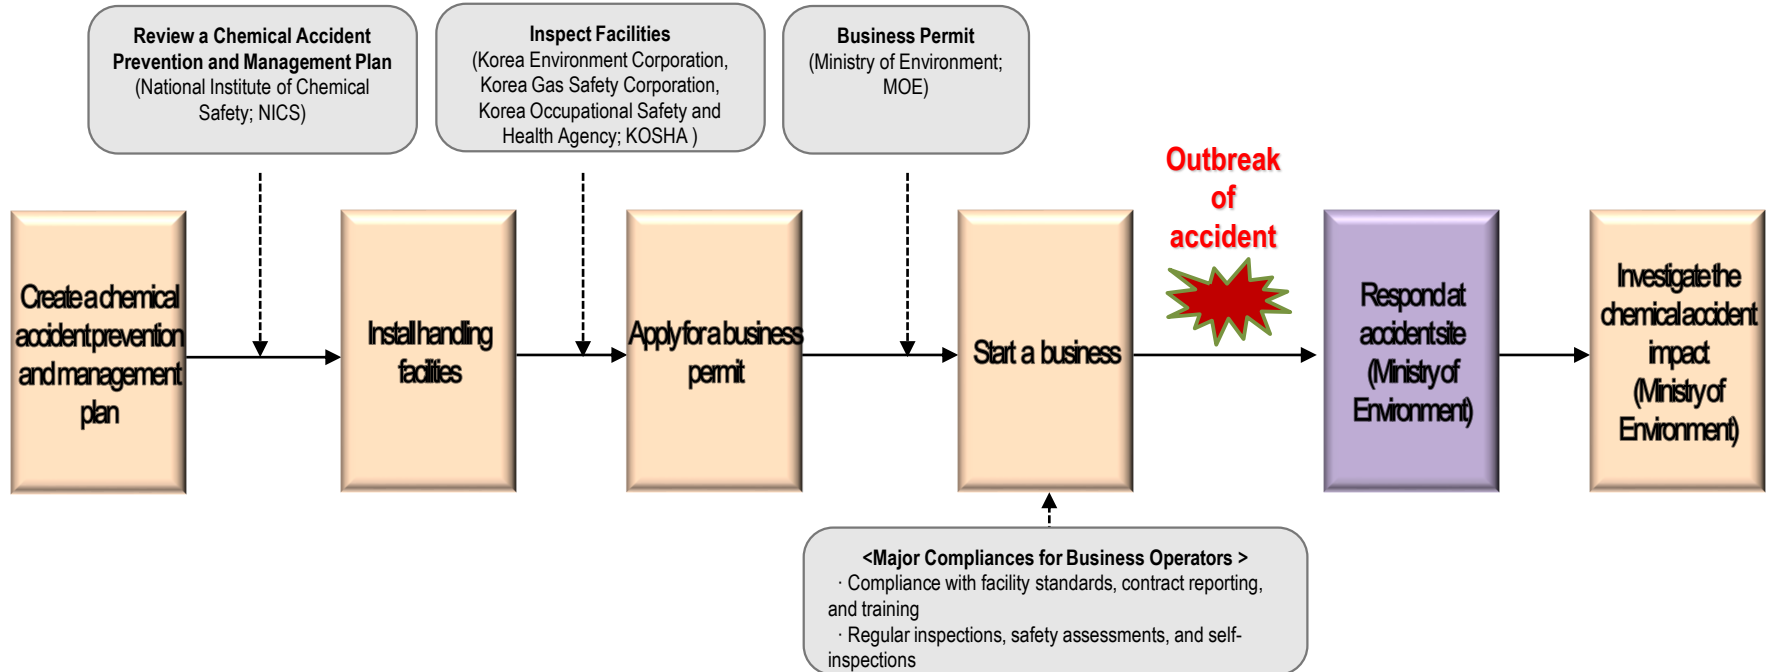 Review a Chemical Accident
Prevention and Management Plan
(National Institute of Chemical
Safety; NICS)
Inspect Facilities
(Korea Environment Corporation,
Korea Gas Safety Corporation,
Korea Occupational Safety and
Health Agency; KOSHA )
Business Permit
(Ministry of Environment;
MOE)
Create a chemical
accident prevention
and management
plan
Install handling
facilities
Apply for a business
permit
Start a business
Outbreak
of
accident
Respond at
accident site
(Ministry of
Environment)
Investigate the
chemical accident
impact
(Ministry of
Environment)
<Major Compliances for Business Operators >
· Compliance with facility standards, contract reporting,
and training
· Regular inspections, safety assessments, and self-
inspections